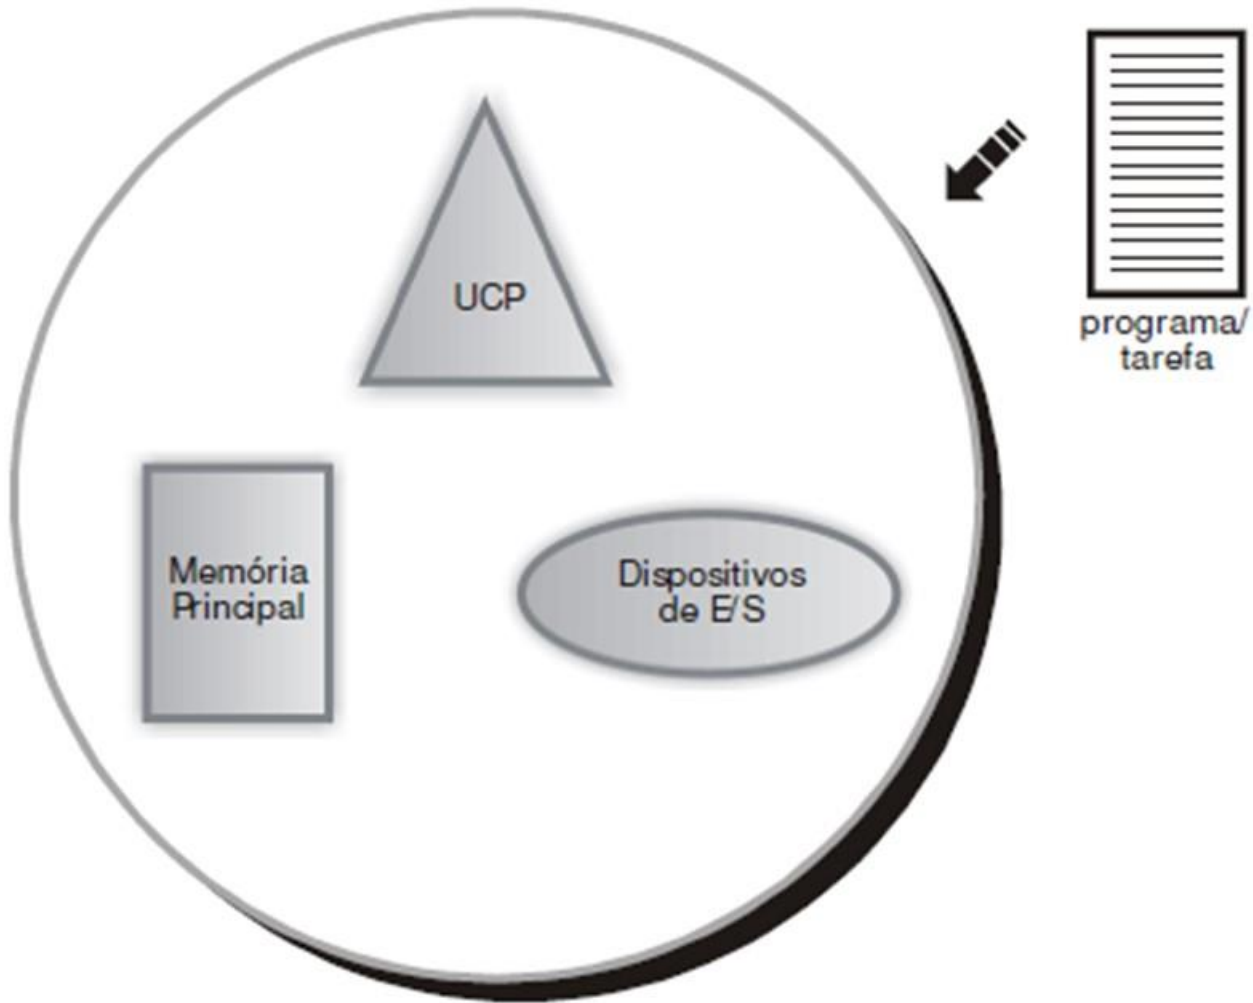 UCP
programa/
tarefa
Memória
Principal
Dispositivos
de E/S